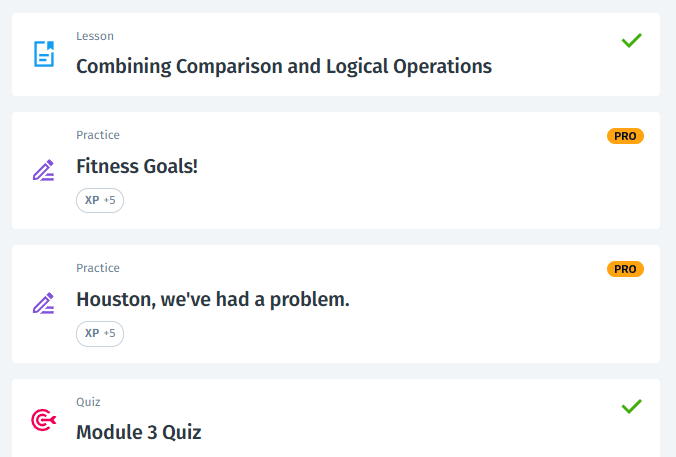 Lesson
Combining Comparison and Logical Operations
Practice
PRO
Fitness Goals!
XP +5
Practice
PRO
Houston, we've had a problem.
XP +5
Quiz
Module 3 Quiz